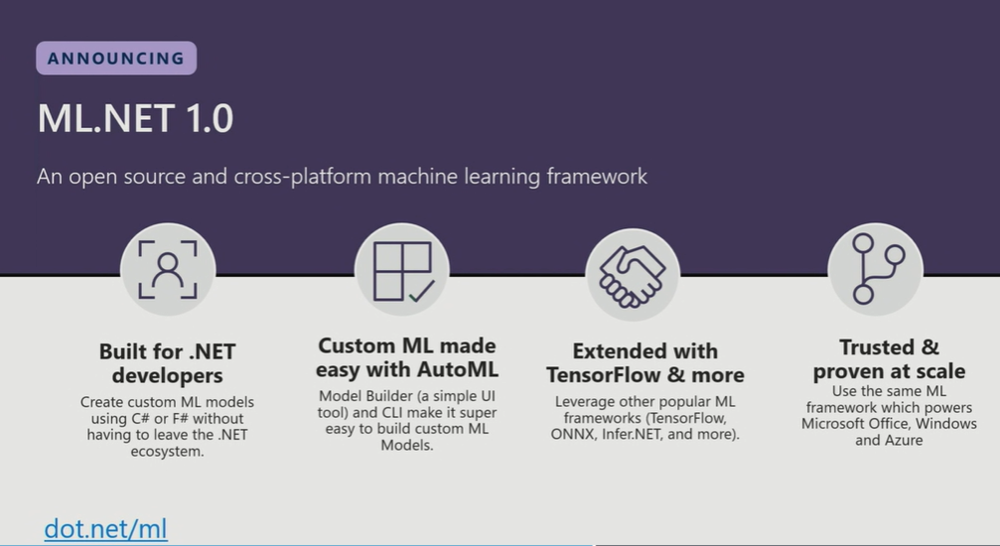 ANNOUNCING
ML.NET 1.0
An open source and cross-platform machine learning framework
Built for .NET
developers
Create custom ML models
using C# or F# without
having to leave the .NET
ecosystem.
Custom ML made
easy with AutoML
Model Builder (a simple UI
tool) and CLI make it super
easy to build custom ML
Models.
Extended with
TensorFlow & more
Leverage other popular ML
frameworks (TensorFlow,
ONNX, Infer.NET, and more).
Trusted &
proven at scale
Use the same ML
framework which powers
Microsoft Office, Windows
and Azure
dot.net/ml